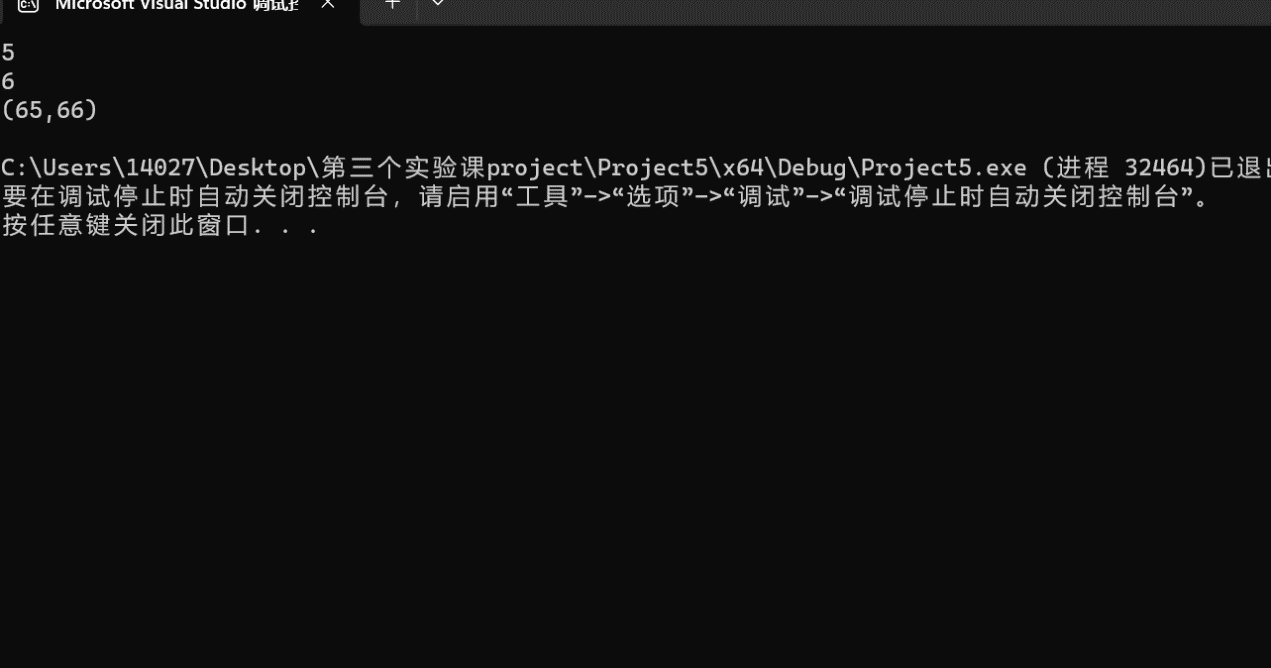 Microsoft Visual Studio 调试
5
6
(65,66)
C:\Users\14027\Desktop\第三个实验课project\Project5\x64\Debug\Project5.exe (进程 32464)已退
要在调试停止时自动关闭控制台，请启用“工具”->“选项”->“调试”->“调试停止时自动关闭控制台”。
按任意键关闭此窗口. . .